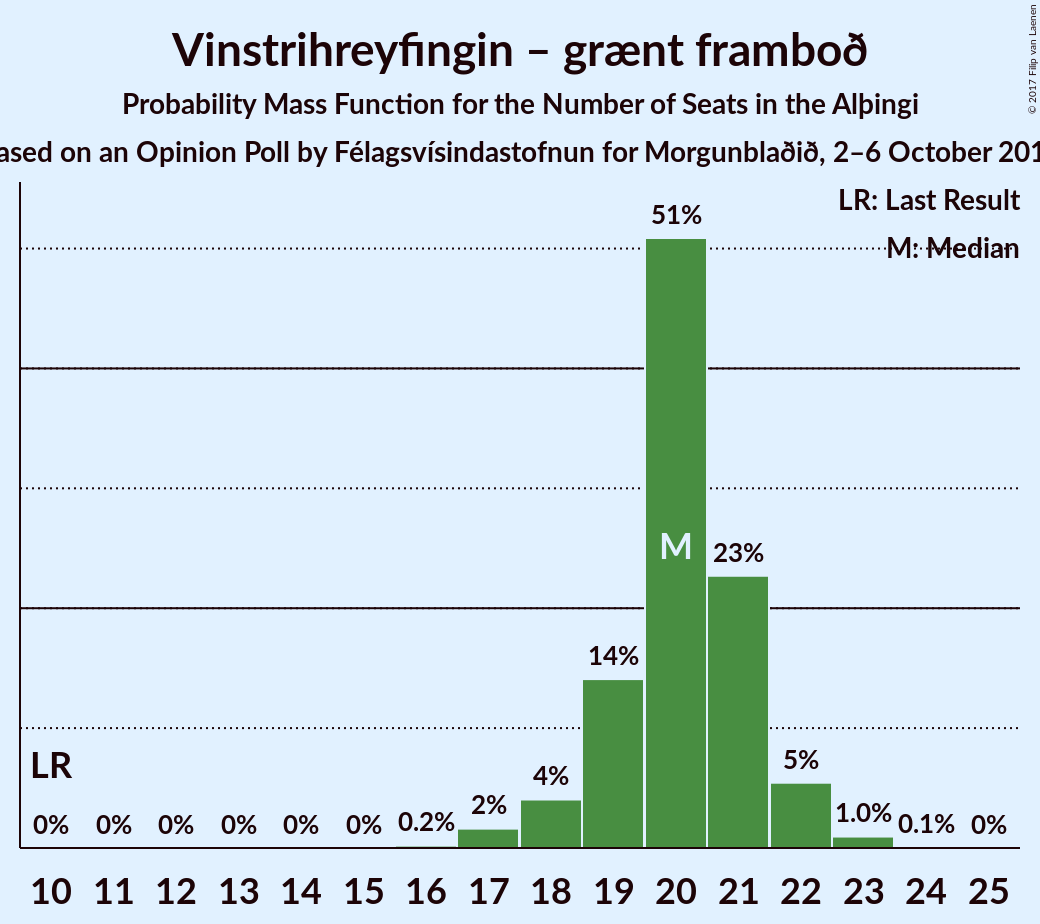 Vinstrihreyfingin – grænt framboð
Probability Mass Function for the Number of Seats in the Alþingi
ased on an Opinion Poll by Félagsvísindastofnun for Morgunblaðið, 2–6 October 201
© 2017 Filip van Laenen
LR: Last Result
M: Median
51%
M
23%
14%
LR
5%
4%
2%
1.0%
0% 0% 0% 0% 0% 0% 0.2% 0.1% 0%
10 11 12 13 14 15 16 17 18 19 20 21 22 23 24 25